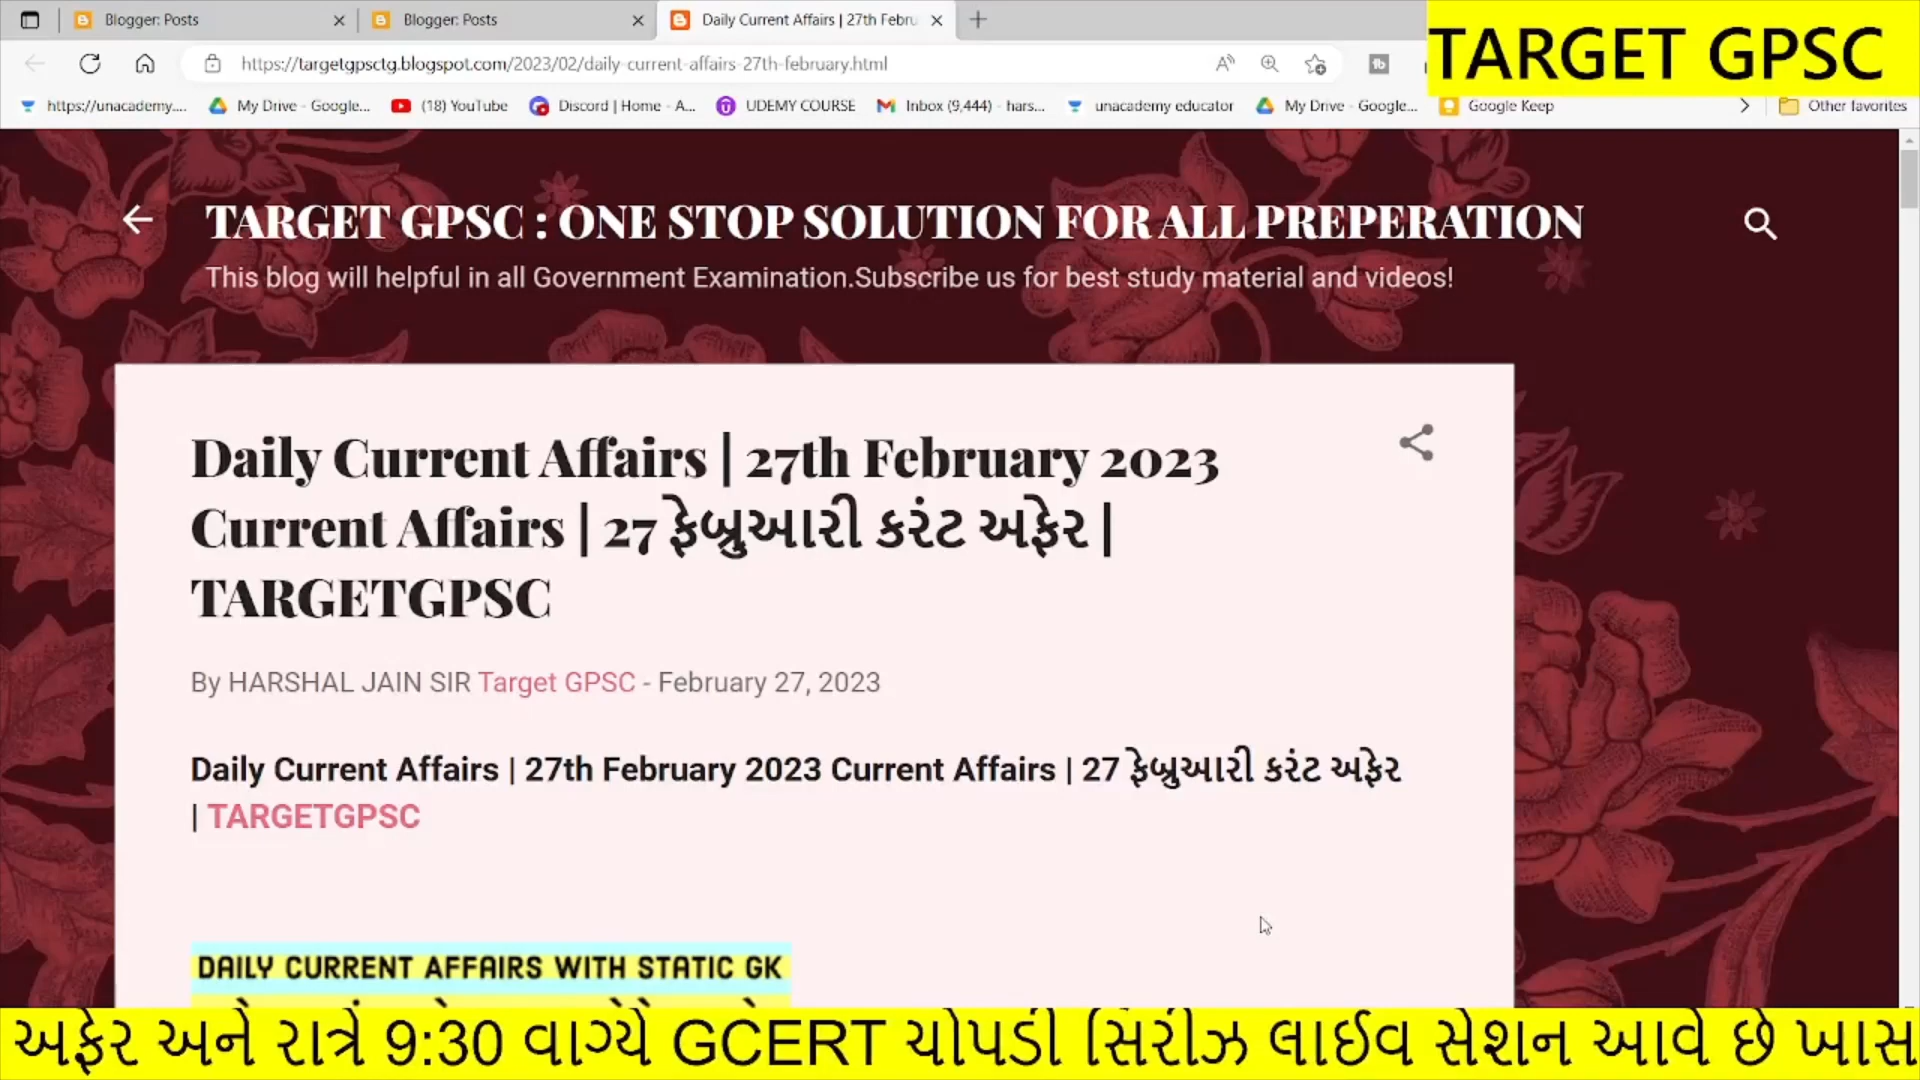 Blogger: Posts
Blogger: Posts
Daily Current Affairs | 27th Febru
TARGET GPSC
https://targetgpsctg.blogspot.com/2023/02/daily-current-affairs-27th-february.html
https://unacademy....
My Drive - Google...
(18) YouTube
Discord | Home - A...
UDEMY COURSE
Inbox (9,444) - hars...
unacademy educator
My Drive - Google...
Google Keep
Other favorites
TARGET GPSC : ONE STOP SOLUTION FOR ALL PREPERATION
This blog will helpful in all Government Examination.Subscribe us for best study material and videos!
Daily Current Affairs | 27th February 2023
Current Affairs | 27 ફેબ્રુઆરી કરંટ અફેર |
TARGETGPSC
By HARSHAL JAIN SIR Target GPSC - February 27, 2023
Daily Current Affairs | 27th February 2023 Current Affairs | 27 ફેબ્રુઆરી કરંટ અફેર
| TARGETGPSC
DAILY CURRENT AFFAIRS WITH STATIC GK
અફેર અને રાત્રે 9:30 વાગ્યે GCERT ચોપડી સિરીઝ લાઈવ સેશન આવે છે ખાસ